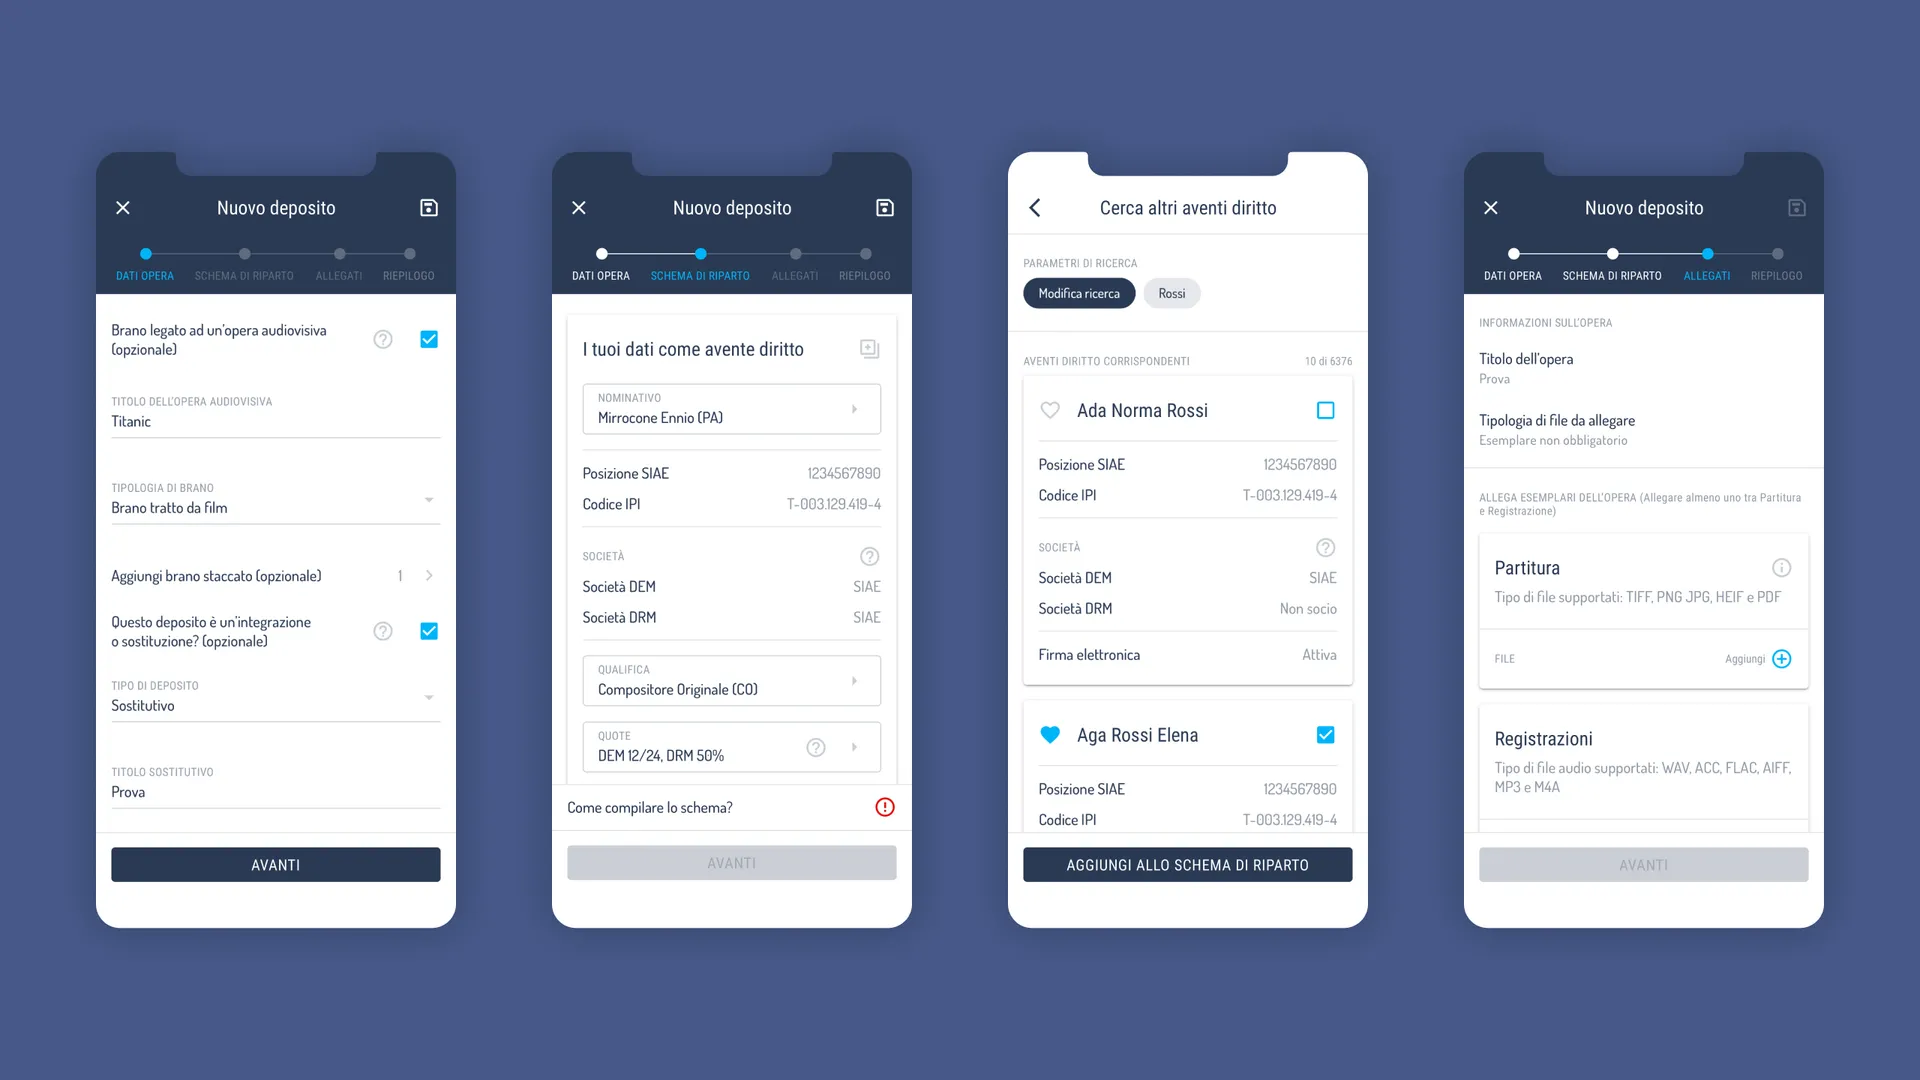 Nuovo deposito
DATI OPERA
SCHEMA DI RIPARTO
ALLEGATI
RIEPILOGO
Brano legato ad un'opera audiovisiva
(opzionale)
TITOLO DELL'OPERA AUDIOVISIVA
Titanic
TIPOLOGIA DI BRANO
Brano tratto da film
Aggiungi brano staccato (opzionale)
1
Questo deposito è un'integrazione
o sostituzione? (opzionale)
TIPO DI DEPOSITO
Sostitutivo
TITOLO SOSTITUTIVO
Prova
AVANTI
Nuovo deposito
DATI OPERA
SCHEMA DI RIPARTO
ALLEGATI
RIEPILOGO
I tuoi dati come avente diritto
NOMINATIVO
Mirrocone Ennio (PA)
Posizione SIAE
1234567890
Codice IPI
T-003.129.419-4
SOCIETÀ
Società DEM
SIAE
Società DRM
SIAE
QUALIFICA
Compositore Originale (CO)
QUOTE
DEM 12/24, DRM 50%
Come compilare lo schema?
AVANTI
Cerca altri aventi diritto
PARAMETRI DI RICERCA
Modifica ricerca
Rossi
AVENTI DIRITTO CORRISPONDENTI
10 di 6376
Ada Norma Rossi
Posizione SIAE
1234567890
Codice IPI
T-003.129.419-4
SOCIETÀ
Società DEM
SIAE
Società DRM
Non socio
Firma elettronica
Attiva
Aga Rossi Elena
Posizione SIAE
1234567890
Codice IPI
T-003.129.419-4
AGGIUNGI ALLO SCHEMA DI RIPARTO
Nuovo deposito
DATI OPERA
SCHEMA DI RIPARTO
ALLEGATI
RIEPILOGO
INFORMAZIONI SULL'OPERA
Titolo dell'opera
Prova
Tipologia di file da allegare
Esemplare non obbligatorio
ALLEGA ESEMPLARI DELL'OPERA (Allegare almeno uno tra Partitura
e Registrazione)
Partitura
Tipo di file supportati: TIFF, PNG JPG, HEIF e PDF
FILE
Aggiungi
Registrazioni
Tipo di file audio supportati: WAV, ACC, FLAC, AIFF,
MP3 e M4A
AVANTI